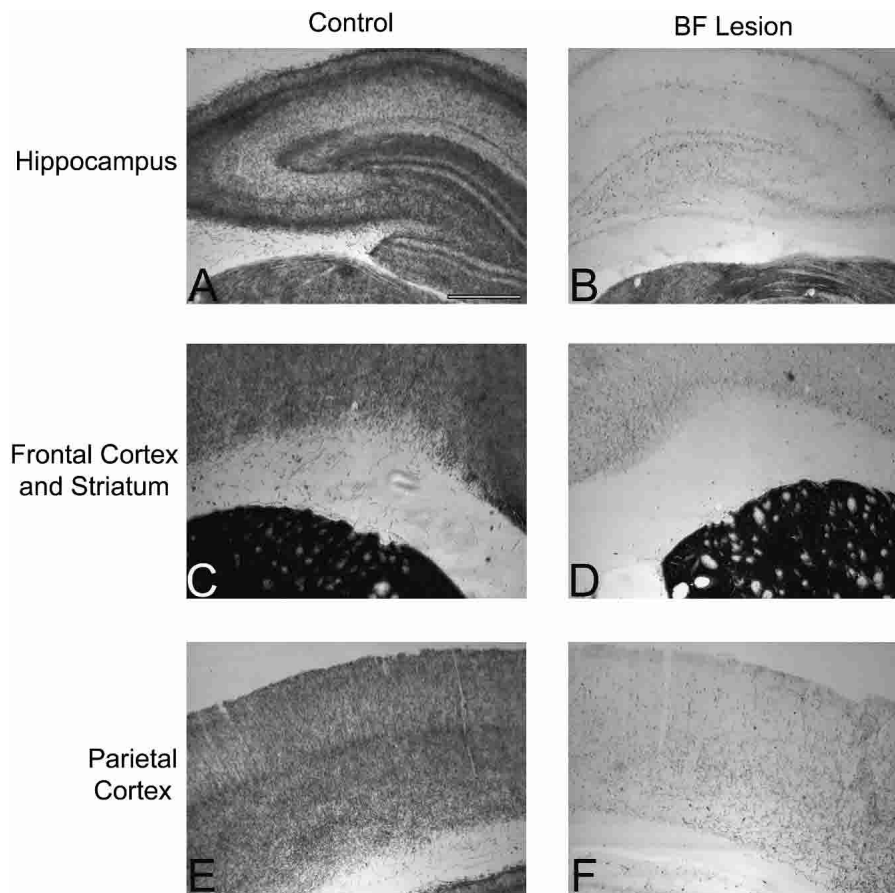 Control
BF Lesion
Hippocampus
A
B
Frontal Cortex
and Striatum
C
D
Parietal
Cortex
E
F